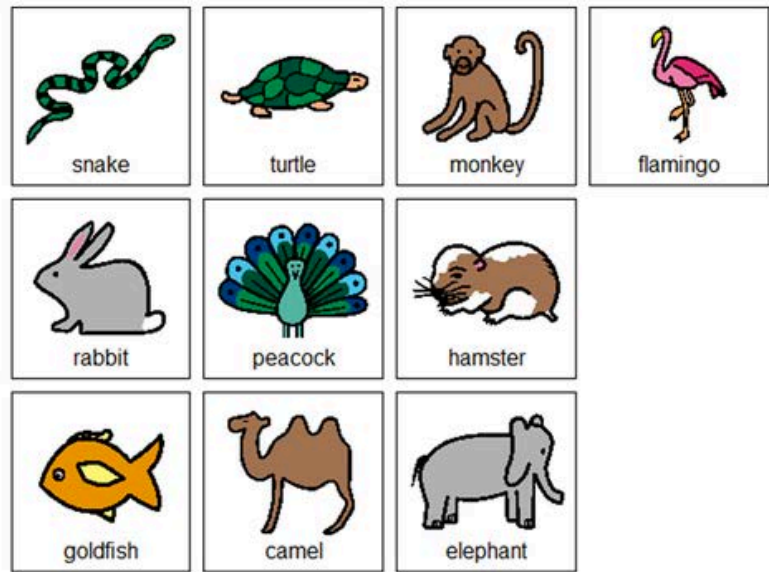 snake
turtle
monkey
flamingo
rabbit
peacock
hamster
goldfish
camel
elephant